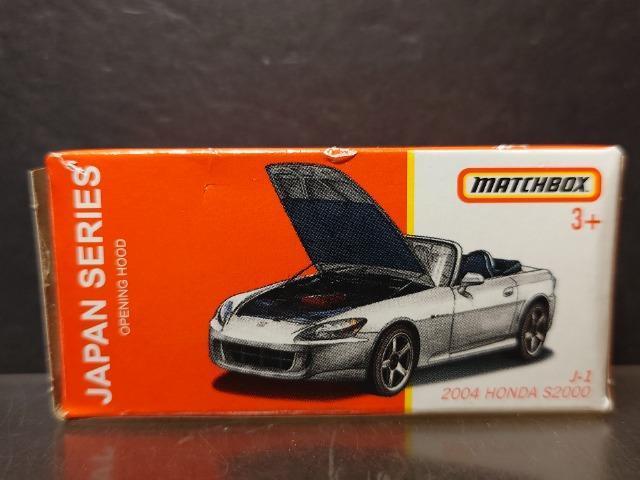 JAPAN SERIES
OPENING HOOD
MATCHBOX
3+
J-1
2004 HONDA S2000